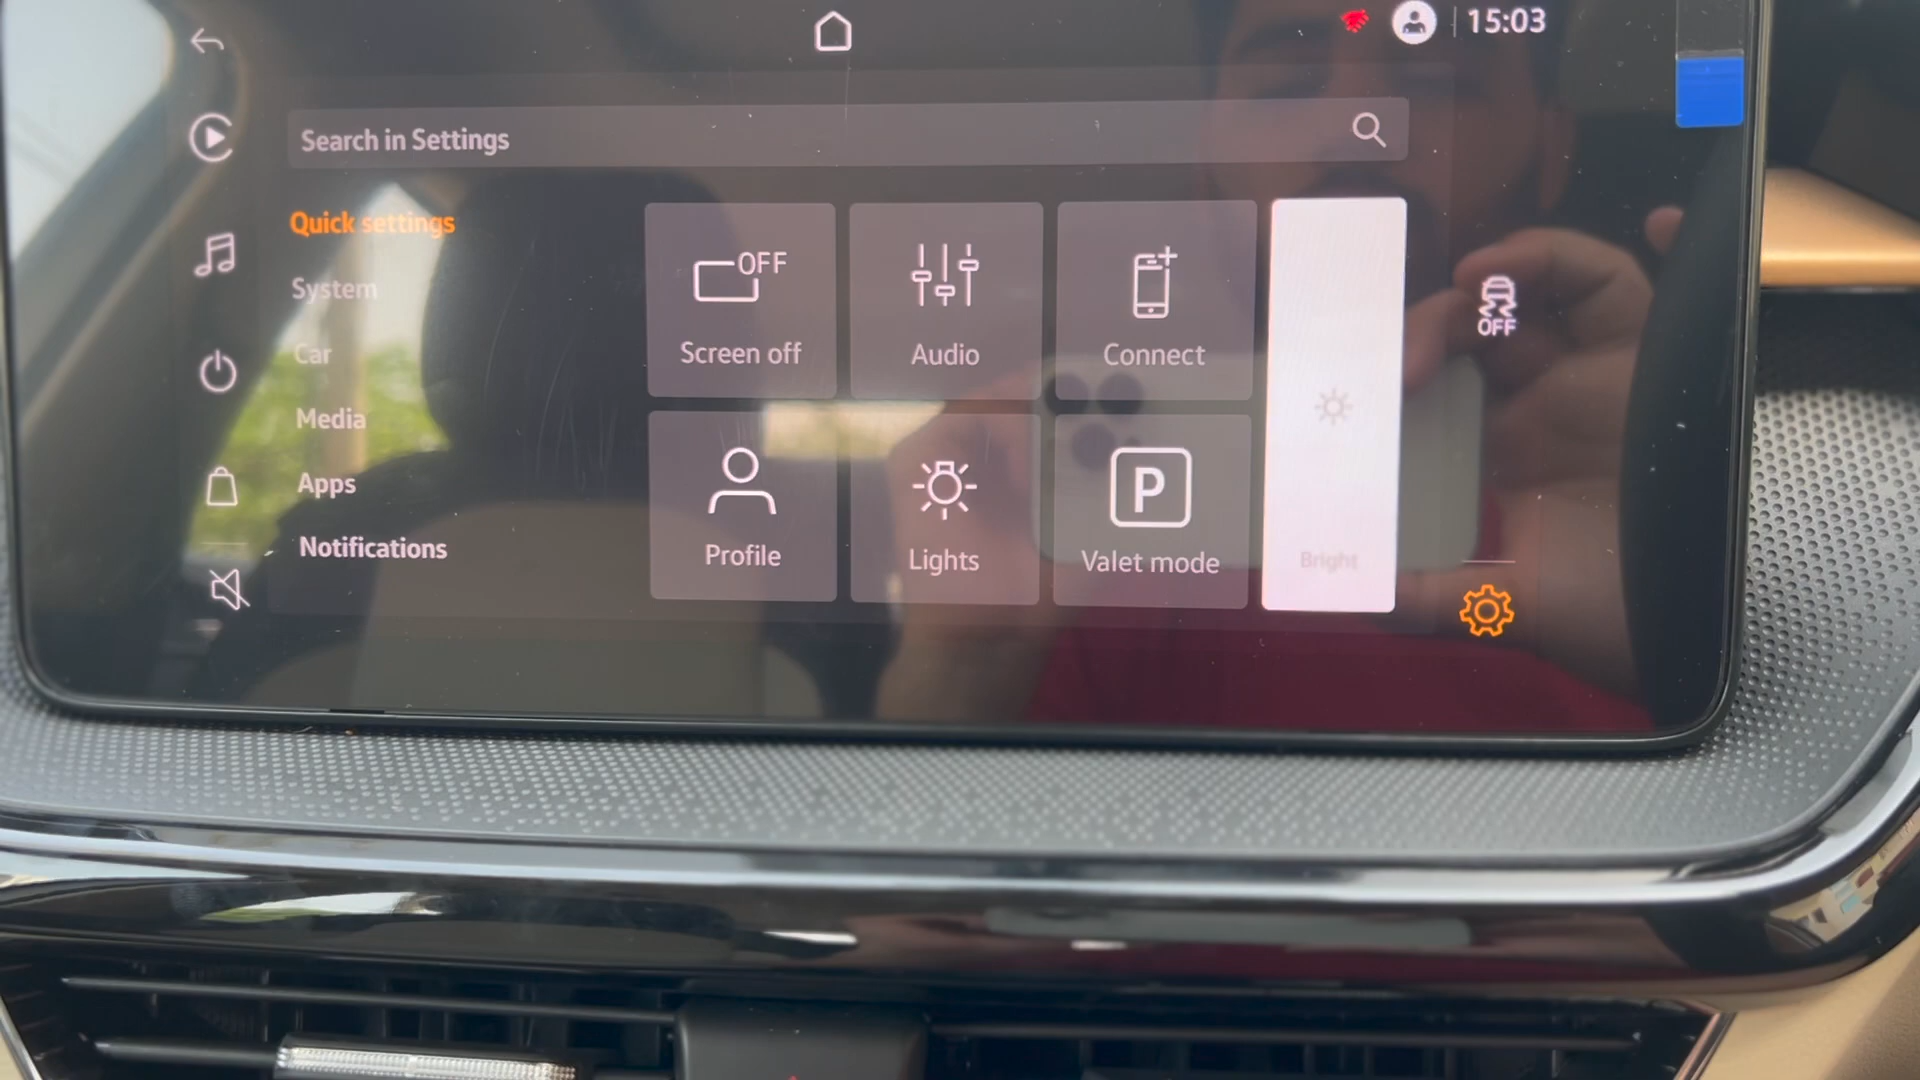 15:03
Search in Settings
Quick settings
System
Car
Media
Apps
Notifications
OFF
Screen off
Audio
Connect
Profile
Lights
P
Valet mode
Bright
OFF